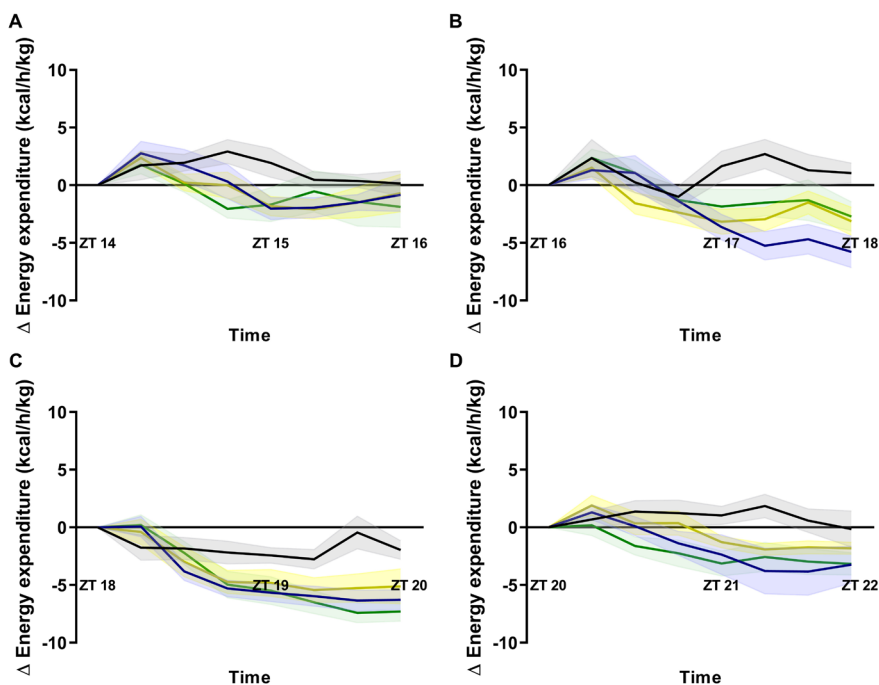 A
Δ Energy expenditure (kcal/h/kg)
10
5
0
-5
-10
ZT 14
ZT 15
ZT 16
Time
B
Δ Energy expenditure (kcal/h/kg)
10
5
0
-5
-10
ZT 16
ZT 17
ZT 18
Time
C
Δ Energy expenditure (kcal/h/kg)
10
5
0
-5
-10
ZT 18
ZT 19
ZT 20
Time
D
Δ Energy expenditure (kcal/h/kg)
10
5
0
-5
-10
ZT 20
ZT 21
ZT 22
Time